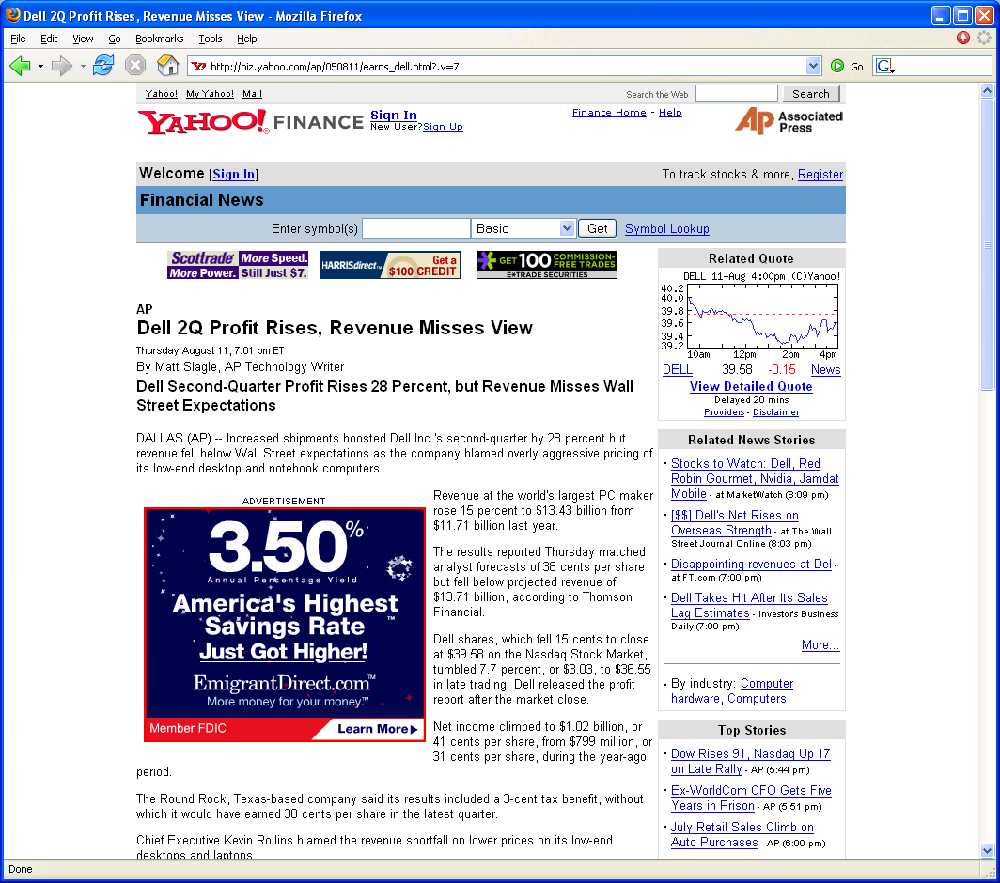 Dell 2Q Profit Rises, Revenue Misses View - Mozilla Firefox
File Edit View Go Bookmarks Tools Help
http://biz.yahoo.com/ap/050811/earns_dell.html?.v=7
Go
G
Yahoo! My Yahoo! Mail
Search the Web
Search
YAHOO!® FINANCE
Sign In
New User? Sign Up
Finance Home - Help
AP Associated
Press
Welcome [Sign In]
To track stocks & more, Register
Financial News
Enter symbol(s)
Basic
Get
Symbol Lookup
Scottrade More Speed.
More Power. Still Just $7.
HARRISdirect
Get a
$100 CREDIT
GET 100 COMMISSION-
FREE TRADES
E*TRADE SECURITIES
AP
Dell 2Q Profit Rises, Revenue Misses View
Thursday August 11, 7:01 pm ET
By Matt Slagle, AP Technology Writer
Dell Second-Quarter Profit Rises 28 Percent, but Revenue Misses Wall
Street Expectations
DALLAS (AP) -- Increased shipments boosted Dell Inc.'s second-quarter by 28 percent but
revenue fell below Wall Street expectations as the company blamed overly aggressive pricing of
its low-end desktop and notebook computers.
ADVERTISEMENT
3.50%
Annual Percentage Yield
America's Highest
Savings Rate™
Just Got Higher!
EmigrantDirect.com™
More money for your money.™
Member FDIC
Learn More
Revenue at the world's largest PC maker
rose 15 percent to $13.43 billion from
$11.71 billion last year.
The results reported Thursday matched
analyst forecasts of 38 cents per share
but fell below projected revenue of
$13.71 billion, according to Thomson
Financial.
Dell shares, which fell 15 cents to close
at $39.58 on the Nasdaq Stock Market,
tumbled 7.7 percent, or $3.03, to $36.55
in late trading. Dell released the profit
report after the market close.
Net income climbed to $1.02 billion, or
41 cents per share, from $799 million, or
31 cents per share, during the year-ago
period.
The Round Rock, Texas-based company said its results included a 3-cent tax benefit, without
which it would have earned 38 cents per share in the latest quarter.
Chief Executive Kevin Rollins blamed the revenue shortfall on lower prices on its low-end
desktops and laptops
Related Quote
DELL 11-Aug 4:00pm (C)Yahoo!
40.2
40.0
39.8
39.6
39.4
39.2
10am 12pm 2pm 4pm
DELL 39.58 -0.15 News
View Detailed Quote
Delayed 20 mins
Providers - Disclaimer
Related News Stories
· Stocks to Watch: Dell, Red
Robin Gourmet, Nvidia, Jamdat
Mobile - at MarketWatch (8:09 pm)
· [$$] Dell's Net Rises on
Overseas Strength - at The Wall
Street Journal Online (8:03 pm)
· Disappointing revenues at Del -
at FT.com (7:00 pm)
· Dell Takes Hit After Its Sales
Lag Estimates - Investor's Business
Daily (7:00 pm)
More...
· By industry: Computer
hardware, Computers
Top Stories
· Dow Rises 91, Nasdaq Up 17
on Late Rally - AP (5:44 pm)
· Ex-WorldCom CFO Gets Five
Years in Prison - AP (5:51 pm)
· July Retail Sales Climb on
Auto Purchases - AP (6:09 pm)
Done